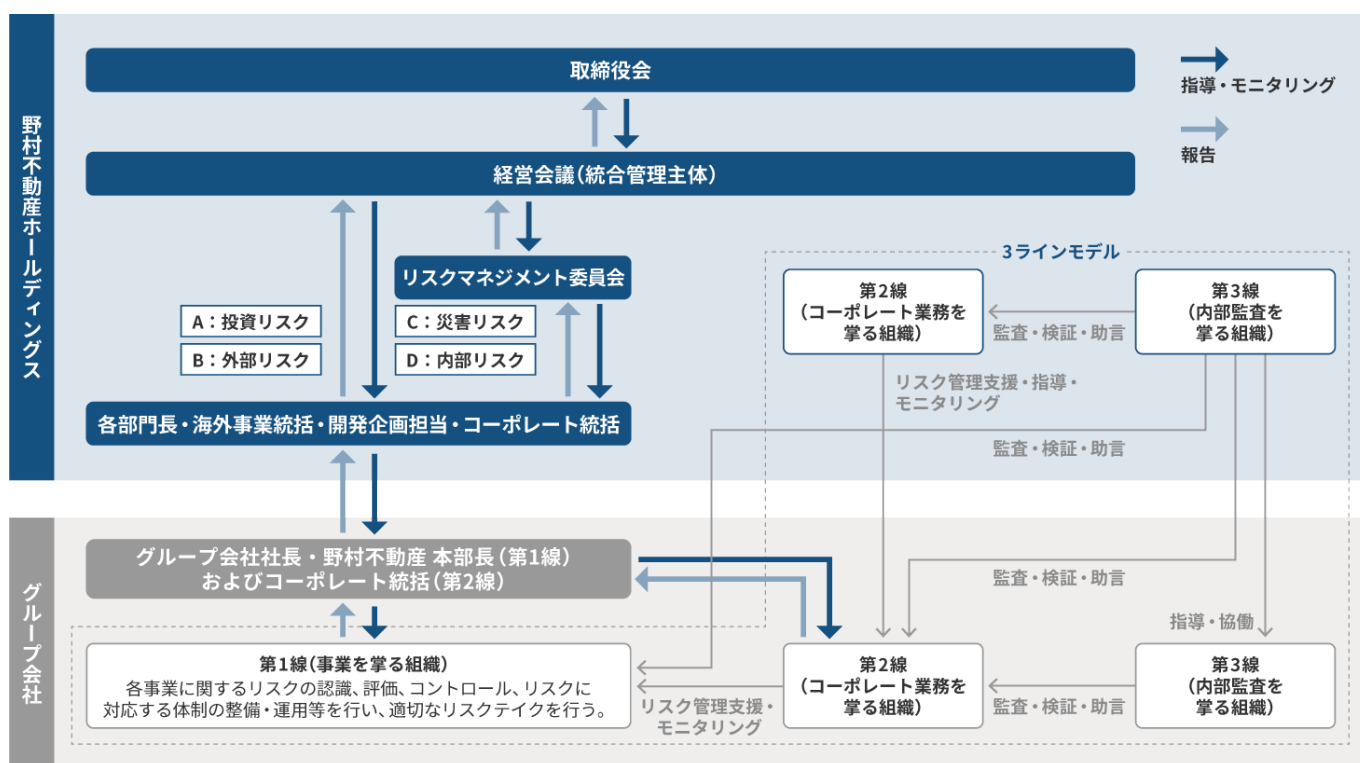 野村不動産ホールディングス
取締役会
指導・モニタリング
報告
経営会議（統合管理主体）
リスクマネジメント委員会
A：投資リスク
B：外部リスク
C：災害リスク
D：内部リスク
各部門長・海外事業統括・開発企画担当・コーポレート統括
3ラインモデル
第2線
（コーポレート業務を
掌る組織）
監査・検証・助言
第3線
（内部監査を
掌る組織）
リスク管理支援・指導・
モニタリング
監査・検証・助言
グループ会社
グループ会社社長・野村不動産 本部長（第1線）
およびコーポレート統括（第2線）
監査・検証・助言
指導・協働
第1線（事業を掌る組織）
各事業に関するリスクの認識、評価、コントロール、リスクに
対応する体制の整備・運用等を行い、適切なリスクテイクを行う。
リスク管理支援・
モニタリング
第2線
（コーポレート業務を
掌る組織）
監査・検証・助言
第3線
（内部監査を
掌る組織）